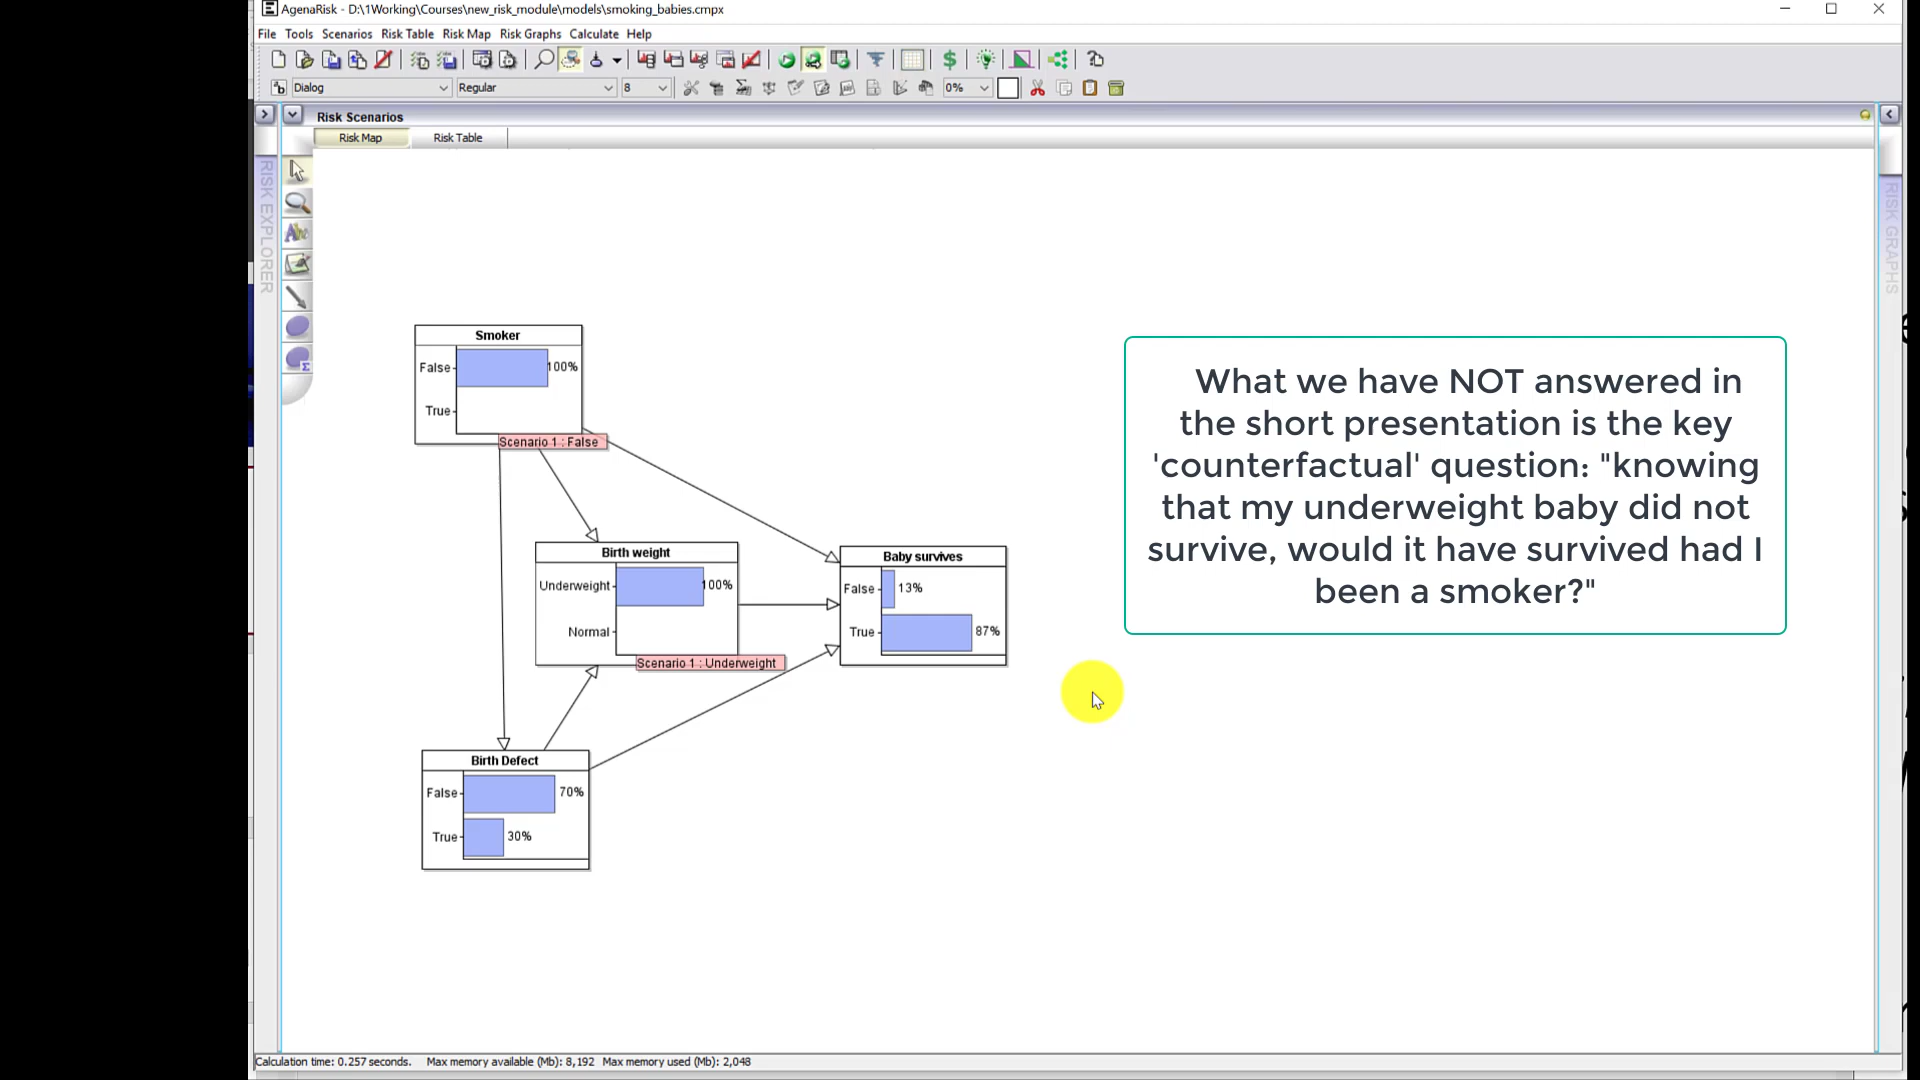 AgenaRisk - D:\1Working\Courses\new_risk_module\models\smoking_babies.cmpx
File Tools Scenarios Risk Table Risk Map Risk Graphs Calculate Help
Dialog Regular 8 0%
Risk Scenarios
Risk Map Risk Table
RISK EXPLORER
RISK GRAPHS
Abc
Smoker
False 100%
True
Scenario 1 : False
What we have NOT answered in
the short presentation is the key
'counterfactual' question: "knowing
that my underweight baby did not
survive, would it have survived had I
been a smoker?"
Birth weight
Underweight 100%
Normal
Scenario 1 : Underweight
Baby survives
False 13%
True 87%
Birth Defect
False 70%
True 30%
Calculation time: 0.257 seconds. Max memory available (Mb): 8,192 Max memory used (Mb): 2,048